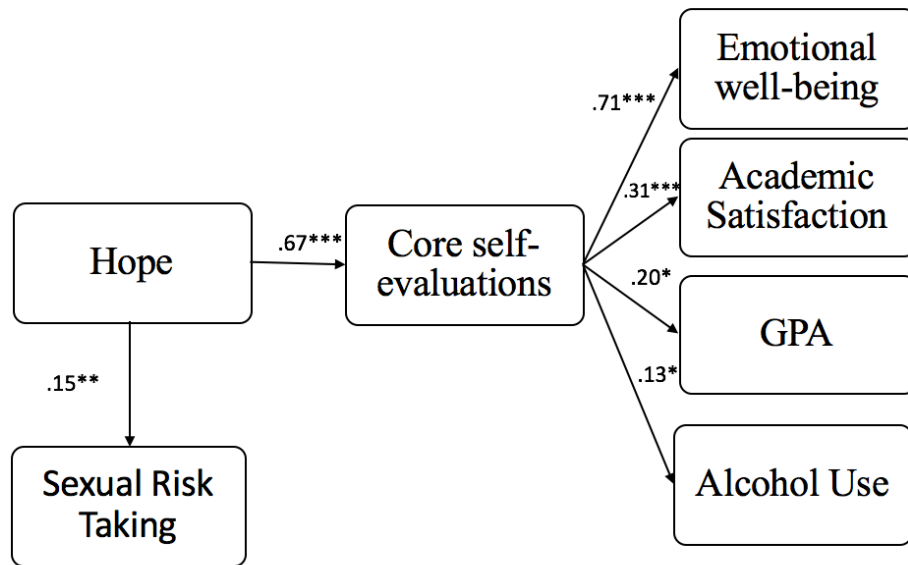 Emotional
well-being
.71***
Academic
Satisfaction
.31***
Hope
.67***
Core self-
evaluations
.20*
GPA
.15**
.13*
Sexual Risk
Taking
Alcohol Use